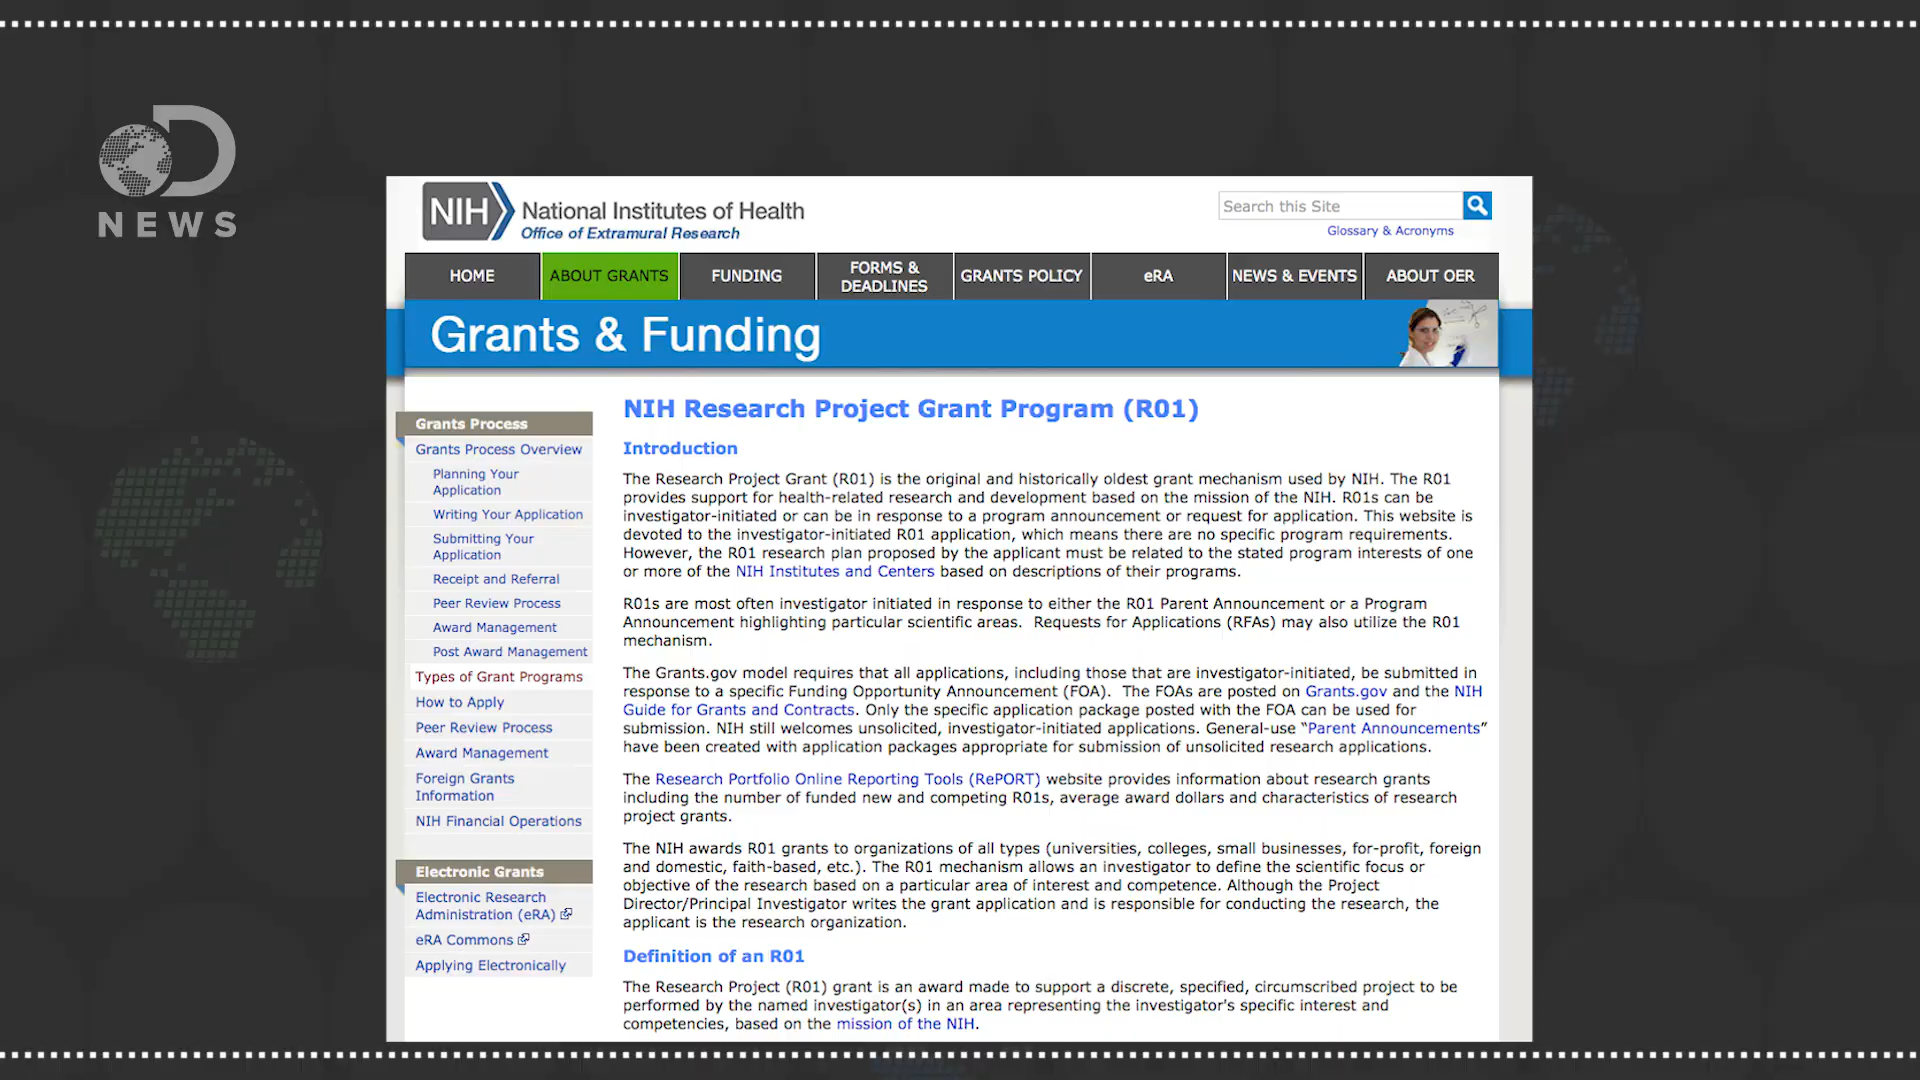 D
NEWS
NIH National Institutes of Health
Office of Extramural Research
Search this Site
Glossary & Acronyms
HOME
ABOUT GRANTS
FUNDING
FORMS &
DEADLINES
GRANTS POLICY
eRA
NEWS & EVENTS
ABOUT OER
Grants & Funding
Grants Process
Grants Process Overview
Planning Your
Application
Writing Your Application
Submitting Your
Application
Receipt and Referral
Peer Review Process
Award Management
Post Award Management
Types of Grant Programs
How to Apply
Peer Review Process
Award Management
Foreign Grants
Information
NIH Financial Operations
Electronic Grants
Electronic Research
Administration (eRA)
eRA Commons
Applying Electronically
NIH Research Project Grant Program (R01)
Introduction
The Research Project Grant (R01) is the original and historically oldest grant mechanism used by NIH. The R01
provides support for health-related research and development based on the mission of the NIH. R01s can be
investigator-initiated or can be in response to a program announcement or request for application. This website is
devoted to the investigator-initiated R01 application, which means there are no specific program requirements.
However, the R01 research plan proposed by the applicant must be related to the stated program interests of one
or more of the NIH Institutes and Centers based on descriptions of their programs.
R01s are most often investigator initiated in response to either the R01 Parent Announcement or a Program
Announcement highlighting particular scientific areas.  Requests for Applications (RFAs) may also utilize the R01
mechanism.
The Grants.gov model requires that all applications, including those that are investigator-initiated, be submitted in
response to a specific Funding Opportunity Announcement (FOA).  The FOAs are posted on Grants.gov and the NIH
Guide for Grants and Contracts. Only the specific application package posted with the FOA can be used for
submission. NIH still welcomes unsolicited, investigator-initiated applications. General-use “Parent Announcements”
have been created with application packages appropriate for submission of unsolicited research applications.
The Research Portfolio Online Reporting Tools (RePORT) website provides information about research grants
including the number of funded new and competing R01s, average award dollars and characteristics of research
project grants.
The NIH awards R01 grants to organizations of all types (universities, colleges, small businesses, for-profit, foreign
and domestic, faith-based, etc.). The R01 mechanism allows an investigator to define the scientific focus or
objective of the research based on a particular area of interest and competence. Although the Project
Director/Principal Investigator writes the grant application and is responsible for conducting the research, the
applicant is the research organization.
Definition of an R01
The Research Project (R01) grant is an award made to support a discrete, specified, circumscribed project to be
performed by the named investigator(s) in an area representing the investigator's specific interest and
competencies, based on the mission of the NIH.